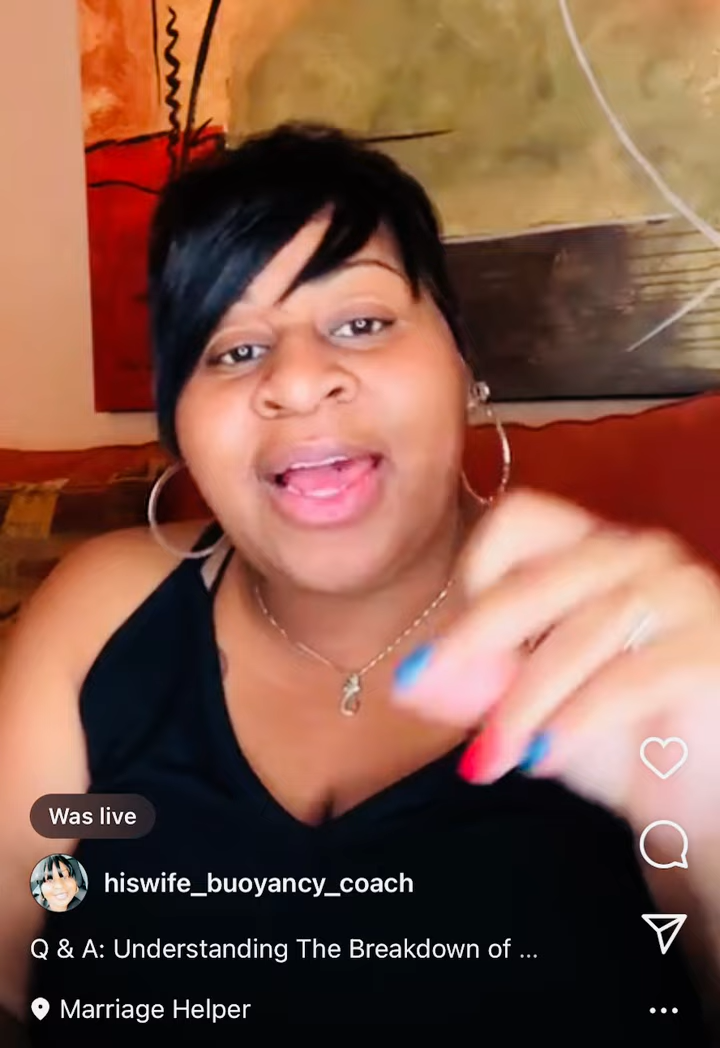 Was live
hiswife_buoyancy_coach
Q & A: Understanding The Breakdown of ...
Marriage Helper